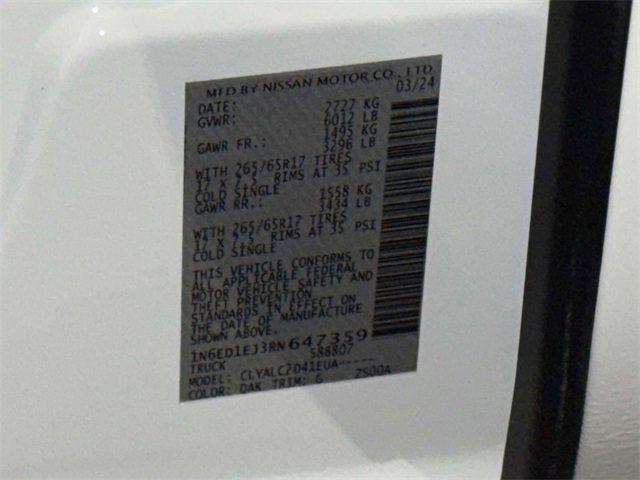 MFD BY NISSAN MOTOR CO., LTD.
DATE: 03/24
GVWR: 2727 KG
6012 LB
GAWR FR.: 1495 KG
3296 LB
WITH 265/65R17 TIRES
17 X 7.5 RIMS AT 35 PSI
COLD SINGLE
GAWR RR.: 1558 KG
3434 LB
WITH 265/65R17 TIRES
17 X 7.5 RIMS AT 35 PSI
COLD SINGLE
THIS VEHICLE CONFORMS TO
ALL APPLICABLE FEDERAL
MOTOR VEHICLE SAFETY AND
THEFT PREVENTION
STANDARDS IN EFFECT ON
THE DATE OF MANUFACTURE
SHOWN ABOVE.
1N6ED1EJ3RN647359
TRUCK 588807
MODEL: CLYALC2D41EUA-----
COLOR: QAK TRIM: G 2S00A